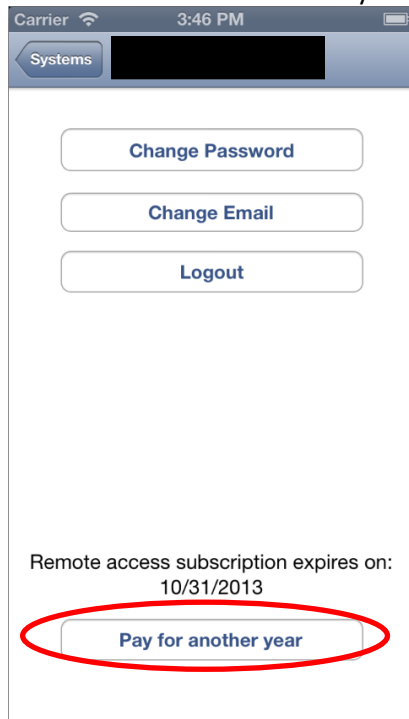 Carrier 3:46 PM
Systems
Change Password
Change Email
Logout
Remote access subscription expires on:
10/31/2013
Pay for another year